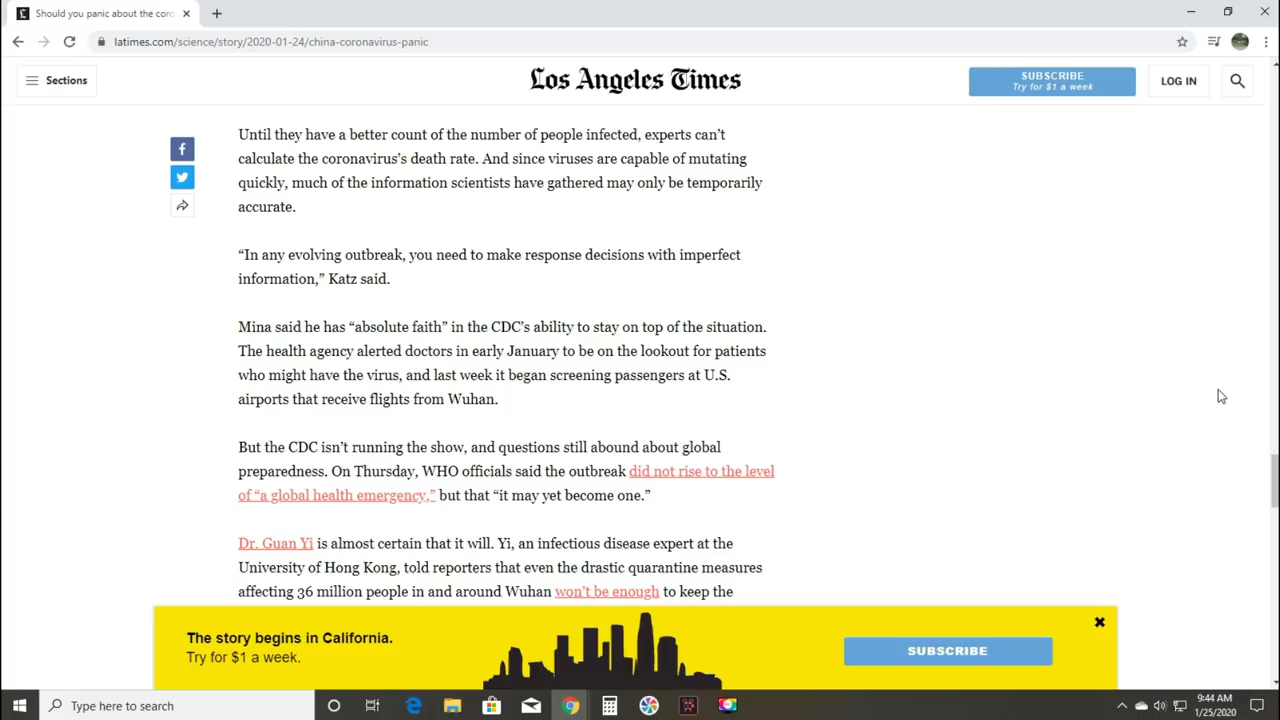 Should you panic about the coro
latimes.com/science/story/2020-01-24/china-coronavirus-panic
Sections
Los Angeles Times
SUBSCRIBE
Try for $1 a week
LOG IN
Until they have a better count of the number of people infected, experts can’t
calculate the coronavirus’s death rate. And since viruses are capable of mutating
quickly, much of the information scientists have gathered may only be temporarily
accurate.
“In any evolving outbreak, you need to make response decisions with imperfect
information,” Katz said.
Mina said he has “absolute faith” in the CDC’s ability to stay on top of the situation.
The health agency alerted doctors in early January to be on the lookout for patients
who might have the virus, and last week it began screening passengers at U.S.
airports that receive flights from Wuhan.
But the CDC isn’t running the show, and questions still abound about global
preparedness. On Thursday, WHO officials said the outbreak did not rise to the level
of “a global health emergency,” but that “it may yet become one.”
Dr. Guan Yi is almost certain that it will. Yi, an infectious disease expert at the
University of Hong Kong, told reporters that even the drastic quarantine measures
affecting 36 million people in and around Wuhan won’t be enough to keep the
The story begins in California.
Try for $1 a week.
SUBSCRIBE
Type here to search
9:44 AM
1/25/2020